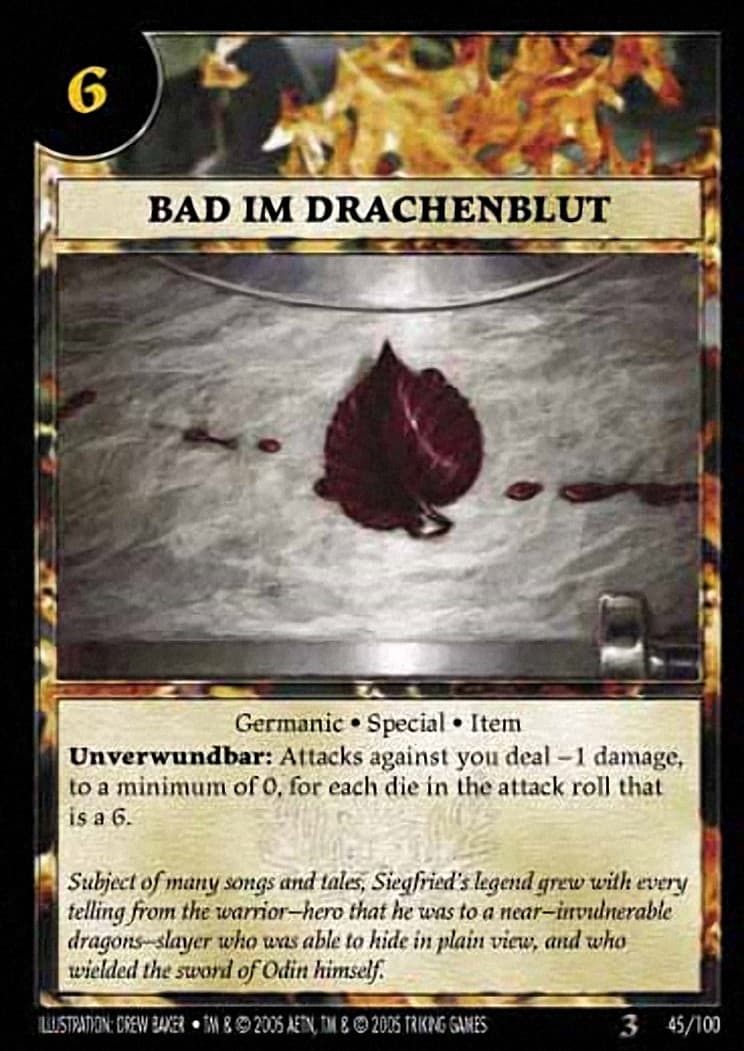 6
BAD IM DRACHENBLUT
Germanic • Special • Item
Unverwundbar: Attacks against you deal –1 damage,
to a minimum of 0, for each die in the attack roll that
is a 6.
Subject of many songs and tales, Siegfried's legend grew with every
telling from the warrior–hero that he was to a near–invulnerable
dragons–slayer who was able to hide in plain view, and who
wielded the sword of Odin himself.
ILLUSTRATION: DREW BAKER • TM & © 2005 AETN, TM & © 2005 TRIKING GAMES 3 45/100